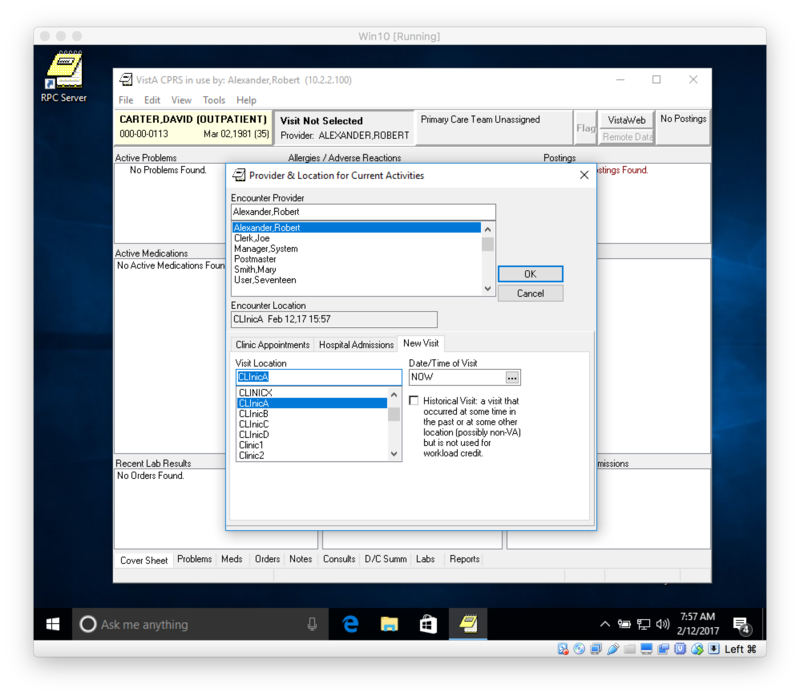 Win10 [Running]
RPC Server
VistA CPRS in use by: Alexander,Robert (10.2.2.100)
File Edit View Tools Help
CARTER,DAVID (OUTPATIENT)
000-00-0113 Mar 02,1981 (35)
Visit Not Selected
Provider: ALEXANDER,ROBERT
Primary Care Team Unassigned
Flag
VistaWeb
Remote Data
No Postings
Active Problems
No Problems Found.
Allergies / Adverse Reactions
Postings
stings Found.
Active Medications
No Active Medications Foun
Recent Lab Results
No Orders Found.
missions
Provider & Location for Current Activities
Encounter Provider
Alexander,Robert
Alexander,Robert
Clerk,Joe
Manager,System
Postmaster
Smith,Mary
User,Seventeen
OK
Cancel
Encounter Location
CLInicA Feb 12,17 15:57
Clinic Appointments Hospital Admissions New Visit
Visit Location
CLInicA
CLINICX
CLInicA
CLInicB
CLInicC
CLInicD
Clinic1
Clinic2
Date/Time of Visit
NOW
...
Historical Visit: a visit that
occurred at some time in
the past or at some other
location (possibly non-VA)
but is not used for
workload credit.
Cover Sheet Problems Meds Orders Notes Consults D/C Summ Labs Reports
Ask me anything
7:57 AM
2/12/2017
4
Left ⌘